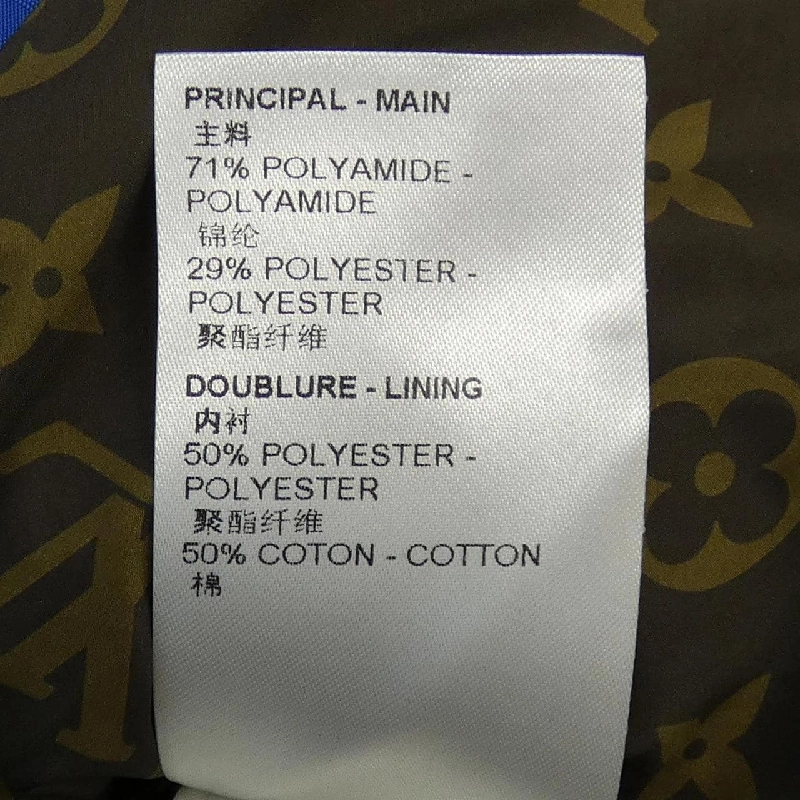 PRINCIPAL - MAIN
主料
71% POLYAMIDE -
POLYAMIDE
锦纶
29% POLYESTER -
POLYESTER
聚酯纤维
DOUBLURE - LINING
内衬
50% POLYESTER -
POLYESTER
聚酯纤维
50% COTON - COTTON
棉